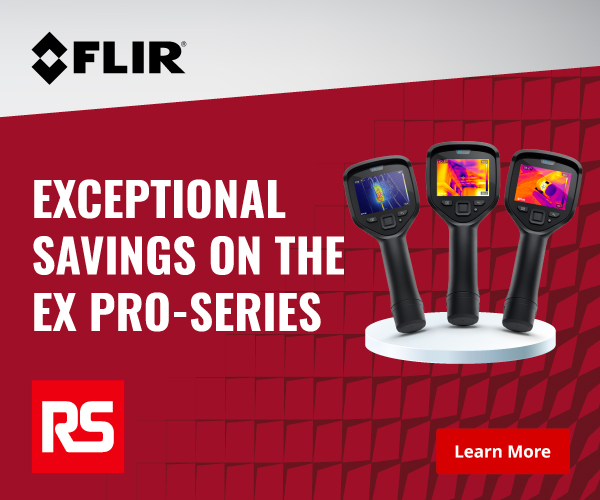 FLIR®
EXCEPTIONAL
SAVINGS ON THE
EX PRO-SERIES
RS
Learn More